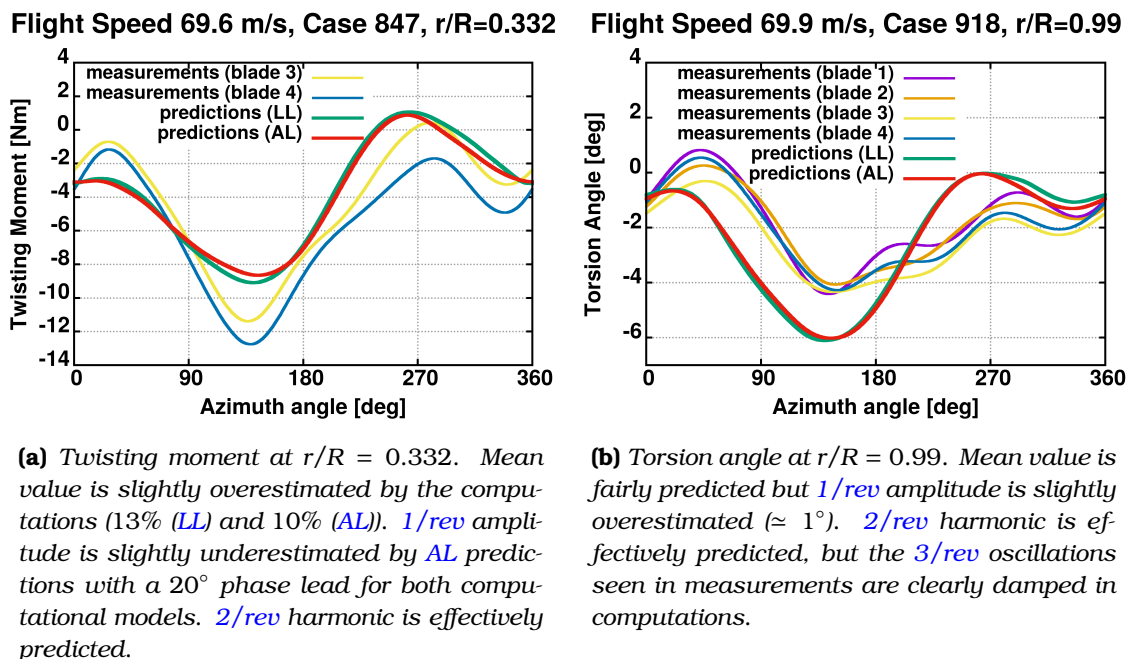 Flight Speed 69.6 m/s, Case 847, r/R=0.332
4
2
0
-2
-4
-6
-8
-10
-12
-14
Twisting Moment [Nm]
measurements (blade 3)
measurements (blade 4)
predictions (LL)
predictions (AL)
0 90 180 270 360
Azimuth angle [deg]
Flight Speed 69.9 m/s, Case 918, r/R=0.99
4
2
0
-2
-4
-6
Torsion Angle [deg]
measurements (blade 1)
measurements (blade 2)
measurements (blade 3)
measurements (blade 4)
predictions (LL)
predictions (AL)
0 90 180 270 360
Azimuth angle [deg]
(a) Twisting moment at r/R = 0.332. Mean
value is slightly overestimated by the compu-
tations (13% (LL) and 10% (AL)). 1/rev ampli-
tude is slightly underestimated by AL predic-
tions with a 20° phase lead for both compu-
tational models. 2/rev harmonic is effectively
predicted.
(b) Torsion angle at r/R = 0.99. Mean value is
fairly predicted but 1/rev amplitude is slightly
overestimated (≃ 1°). 2/rev harmonic is ef-
fectively predicted, but the 3/rev oscillations
seen in measurements are clearly damped in
computations.